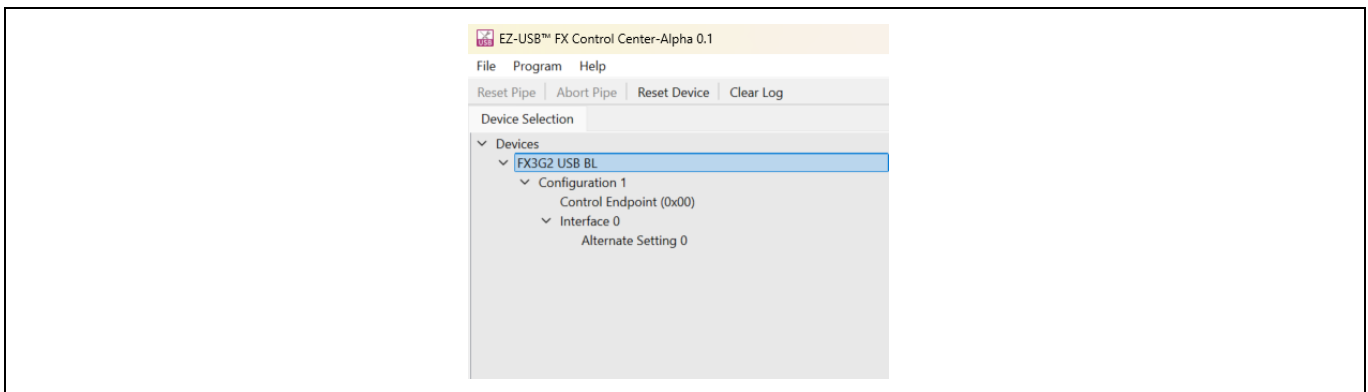 EZ-USB™ FX Control Center-Alpha 0.1
File Program Help
Reset Pipe Abort Pipe Reset Device Clear Log
Device Selection
Devices
FX3G2 USB BL
Configuration 1
Control Endpoint (0x00)
Interface 0
Alternate Setting 0